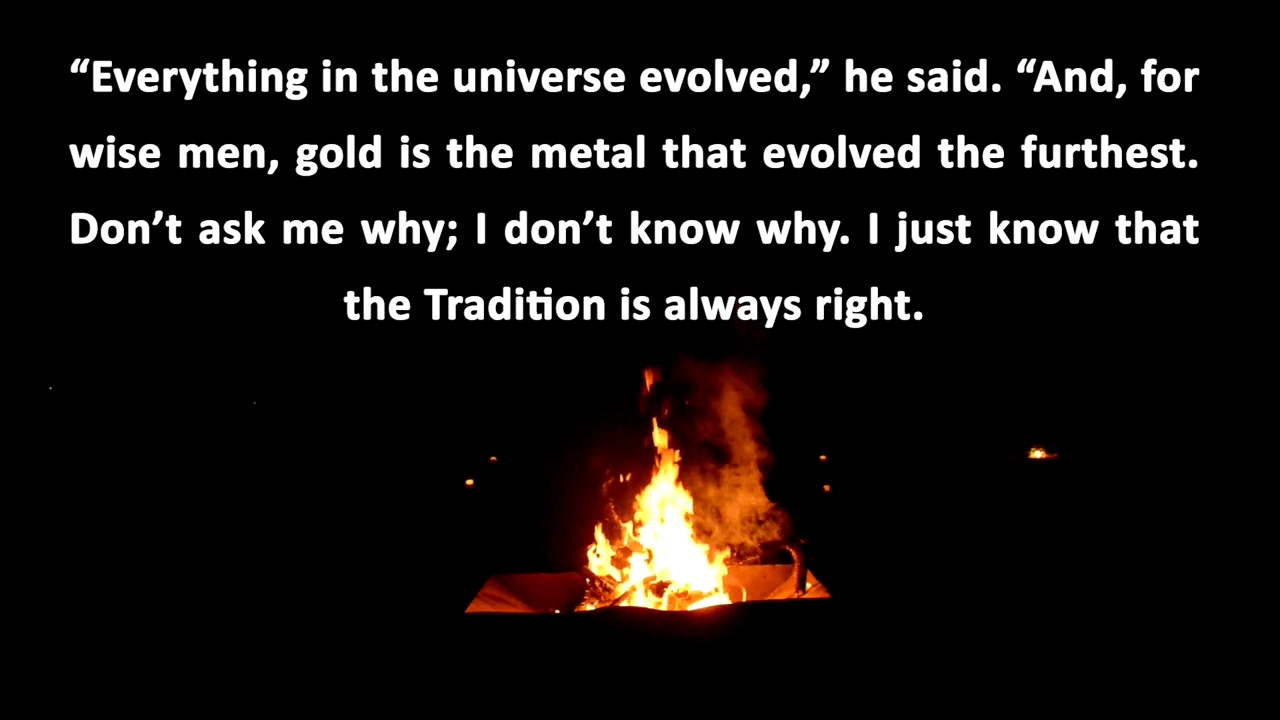 “Everything in the universe evolved,” he said. “And, for
wise men, gold is the metal that evolved the furthest.
Don’t ask me why; I don’t know why. I just know that
the Tradition is always right.